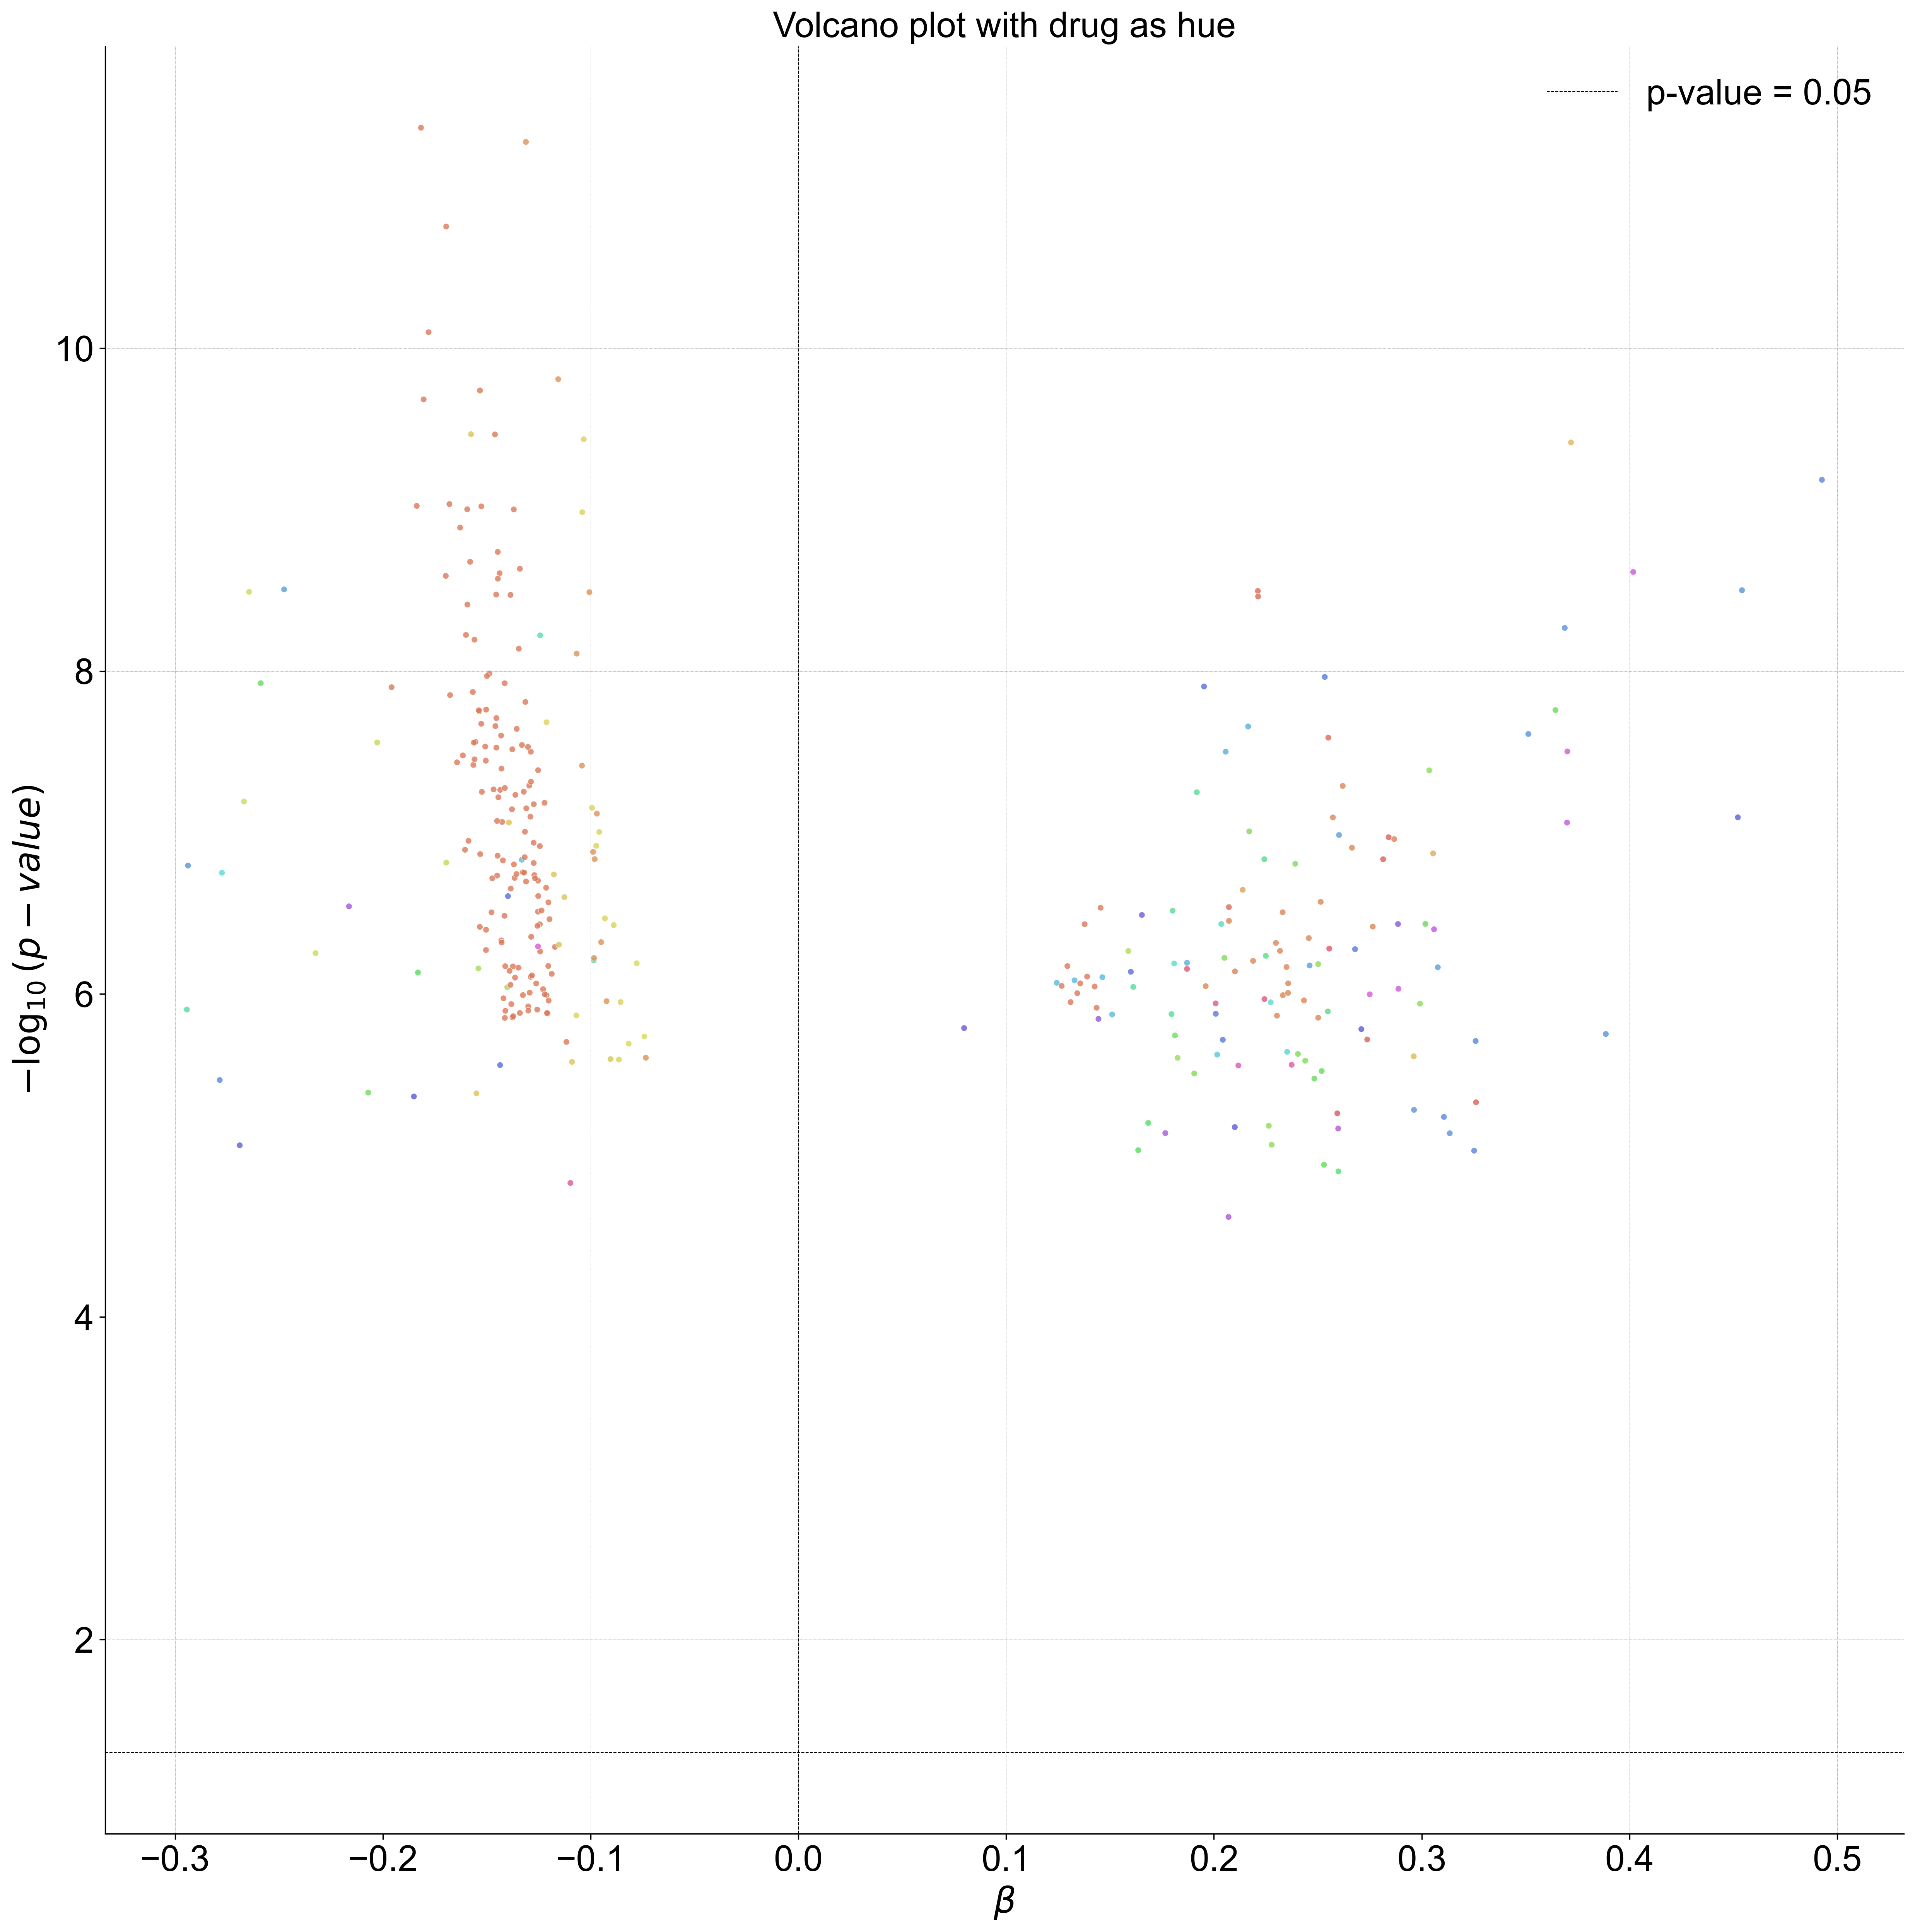 Volcano plot with drug as hue
p-value = 0.05
−log₁₀ (p − value)
10
8
6
4
2
−0.3 −0.2 −0.1 0.0 0.1 0.2 0.3 0.4 0.5
β